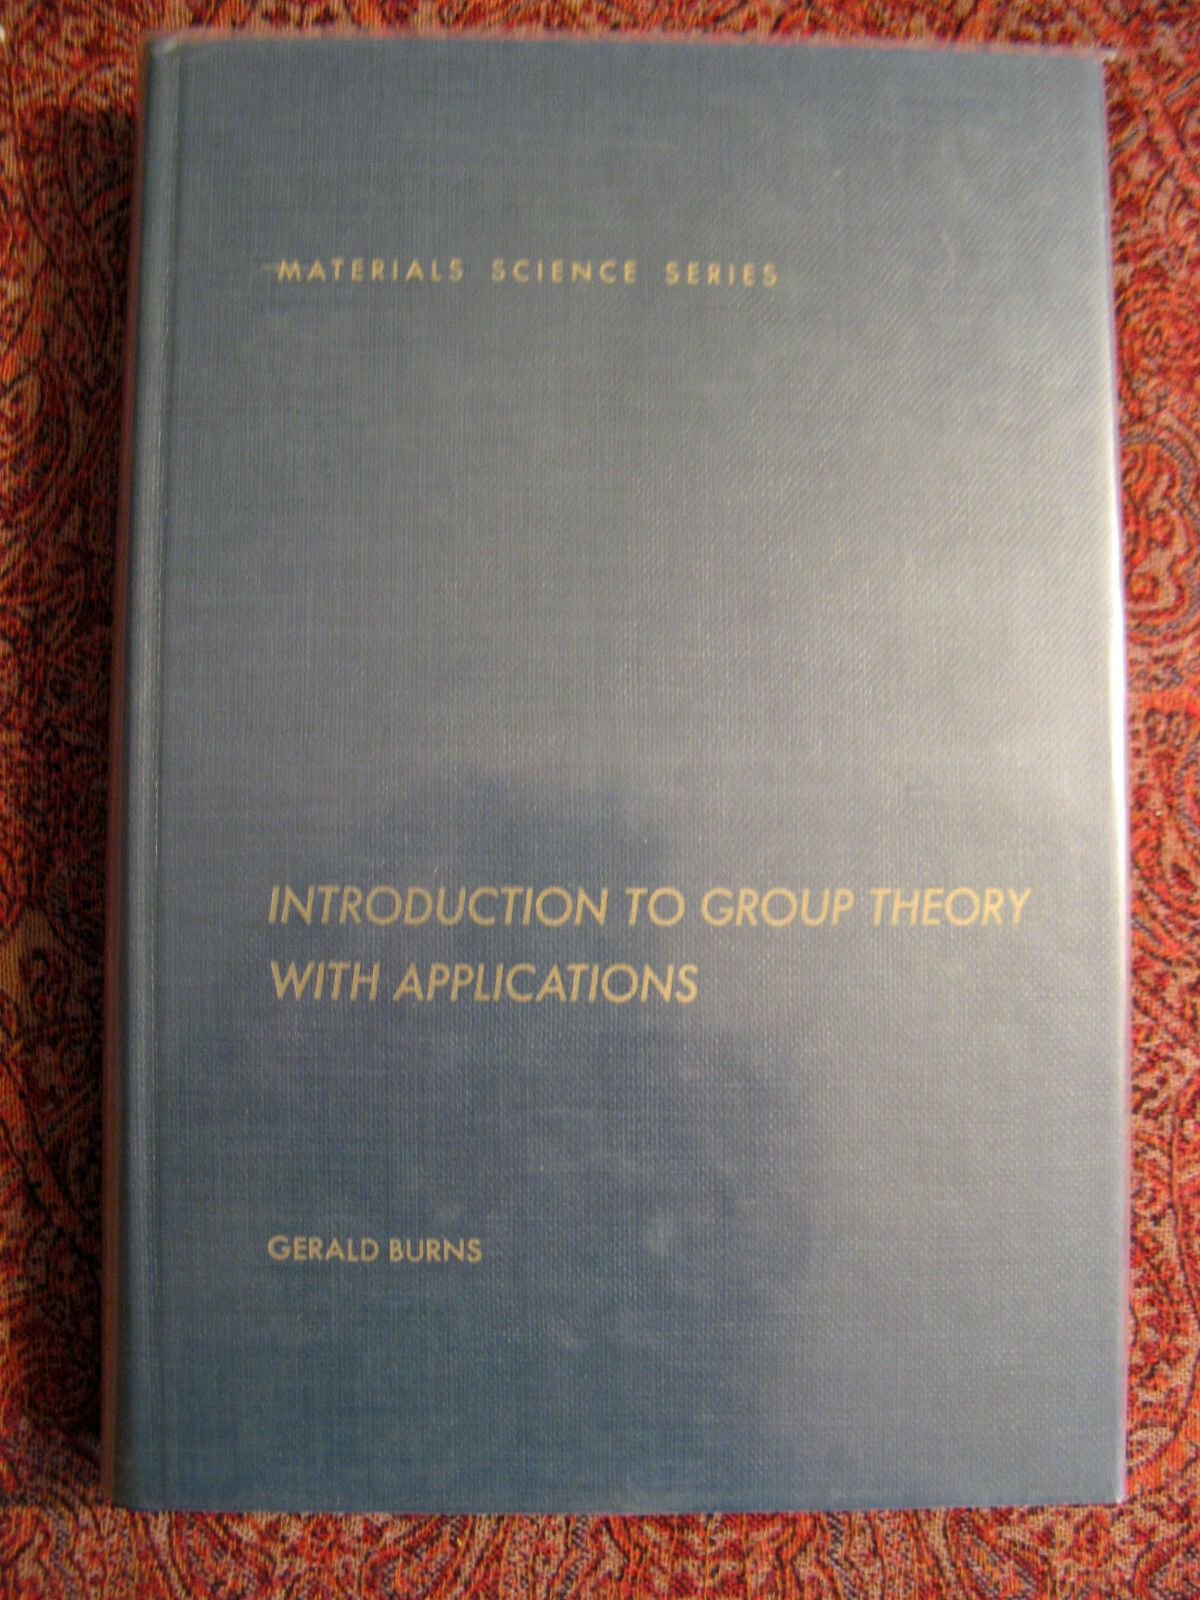 MATERIALS SCIENCE SERIES
INTRODUCTION TO GROUP THEORY
WITH APPLICATIONS
GERALD BURNS